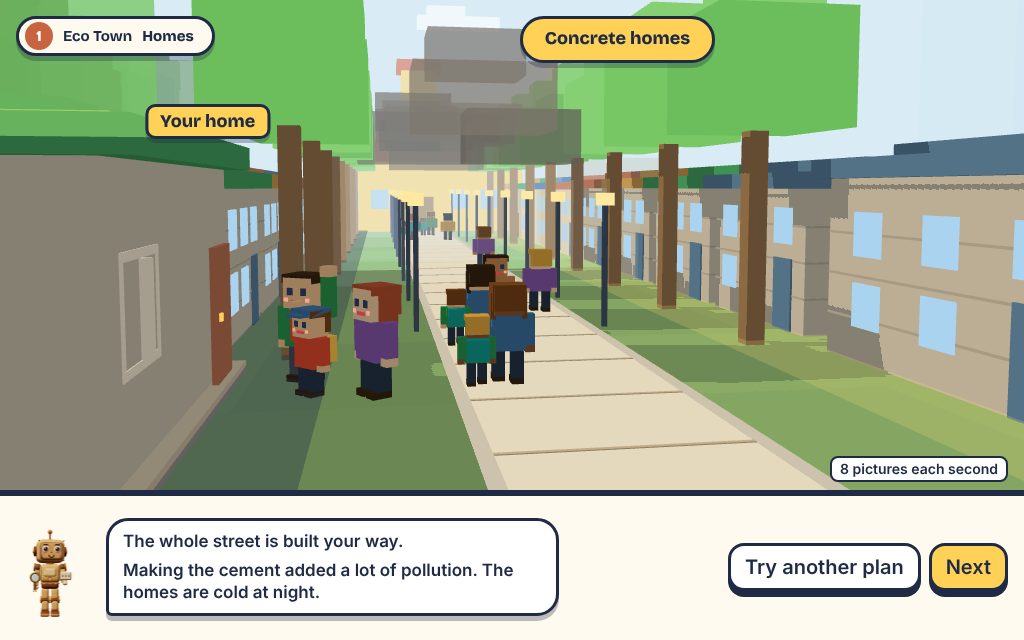 1 Eco Town Homes
Concrete homes
Your home
8 pictures each second
The whole street is built your way.
Making the cement added a lot of pollution. The
homes are cold at night.
Try another plan
Next